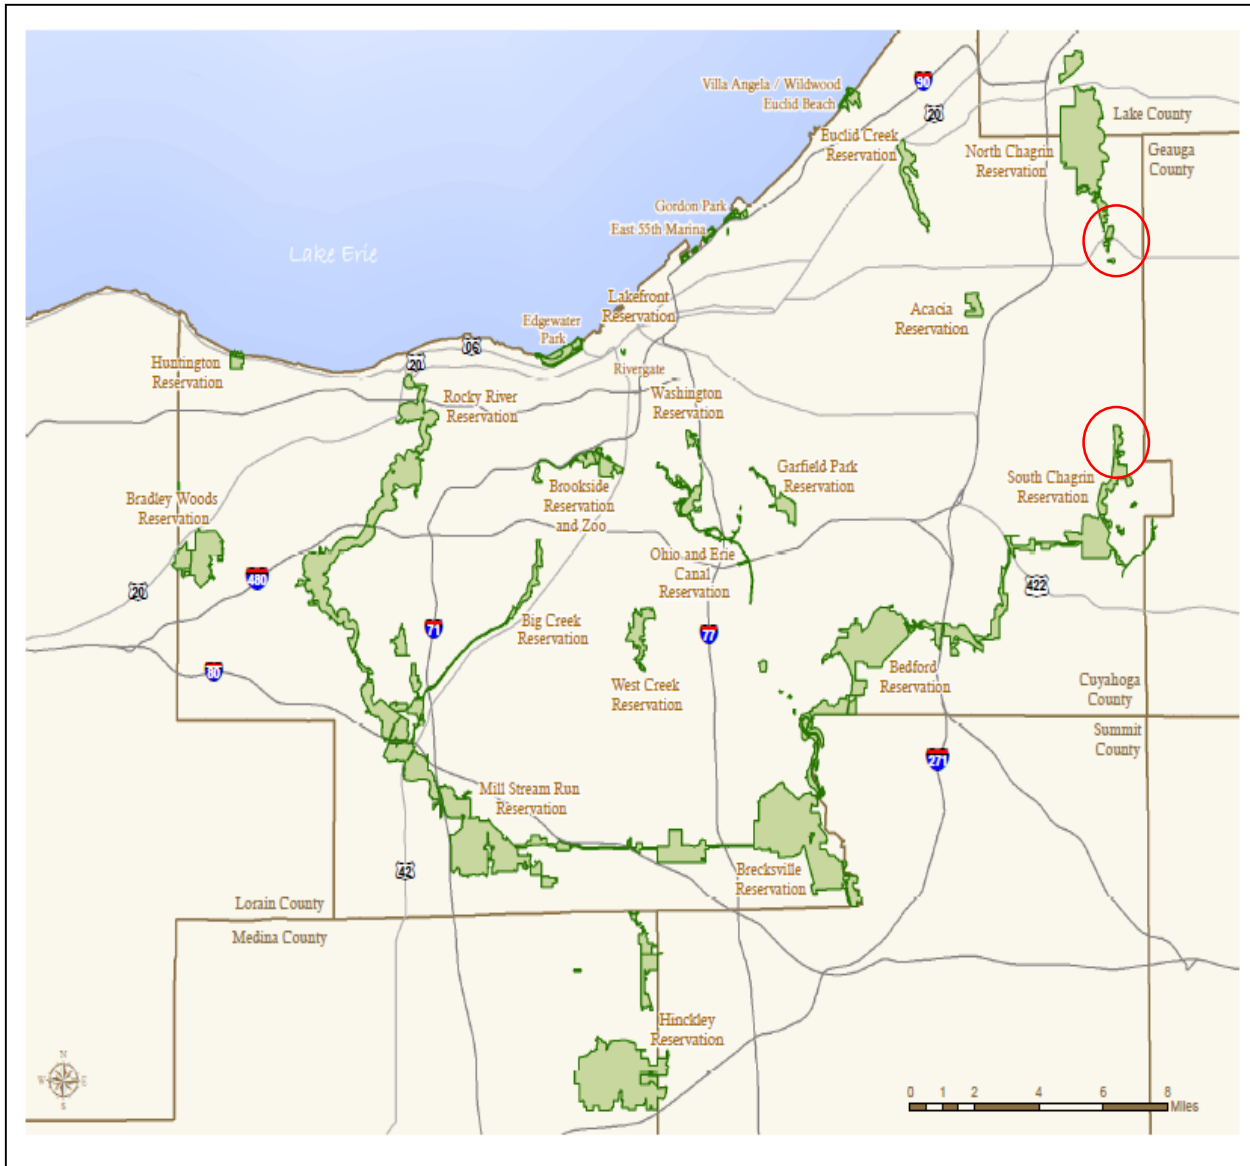 Villa Angela / Wildwood
Euclid Beach
90
20
Lake County
Euclid Creek
Reservation
North Chagrin
Reservation
Geauga
County
Gordon Park
East 55th Marina
Lake Erie
Lakefront
Reservation
Acacia
Reservation
Edgewater
Park
06
20
Huntington
Reservation
Rivergate
Rocky River
Reservation
Washington
Reservation
Garfield Park
Reservation
South Chagrin
Reservation
Brookside
Reservation
and Zoo
Bradley Woods
Reservation
Ohio and Erie
Canal
Reservation
480
20
422
Big Creek
Reservation
71
77
80
West Creek
Reservation
Bedford
Reservation
Cuyahoga
County
Summit
County
271
Mill Stream Run
Reservation
42
Brecksville
Reservation
Lorain County
Medina County
Hinckley
Reservation
N
W E
S
0 1 2 4 6 8
Miles